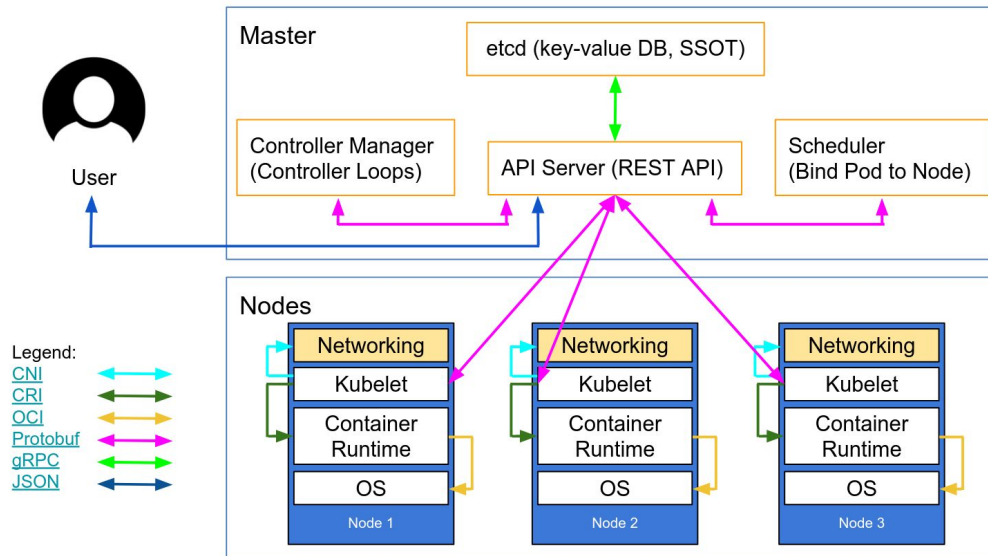 Master
etcd (key-value DB, SSOT)
Controller Manager
(Controller Loops)
API Server (REST API)
Scheduler
(Bind Pod to Node)
User
Nodes
Networking
Kubelet
Container
Runtime
OS
Node 1
Networking
Kubelet
Container
Runtime
OS
Node 2
Networking
Kubelet
Container
Runtime
OS
Node 3
Legend:
CNI
CRI
OCI
Protobuf
gRPC
JSON